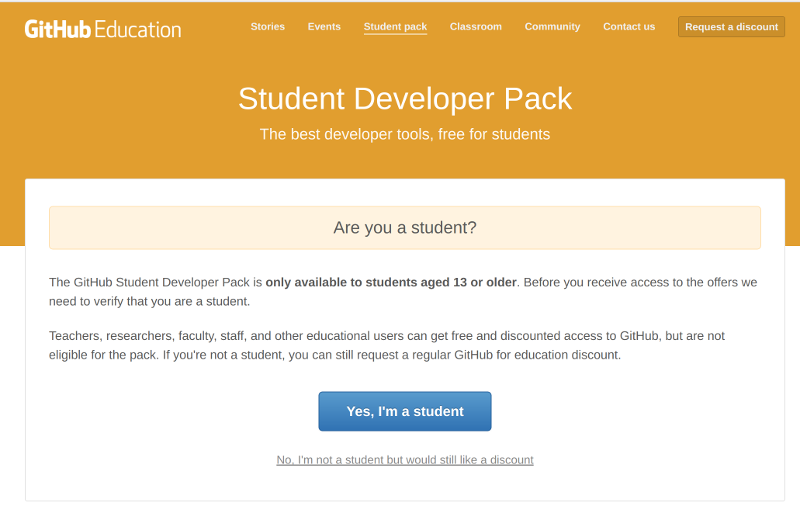 GitHub Education
Stories Events Student pack Classroom Community Contact us Request a discount
Student Developer Pack
The best developer tools, free for students
Are you a student?
The GitHub Student Developer Pack is only available to students aged 13 or older. Before you receive access to the offers we
need to verify that you are a student.
Teachers, researchers, faculty, staff, and other educational users can get free and discounted access to GitHub, but are not
eligible for the pack. If you're not a student, you can still request a regular GitHub for education discount.
Yes, I'm a student
No, I'm not a student but would still like a discount